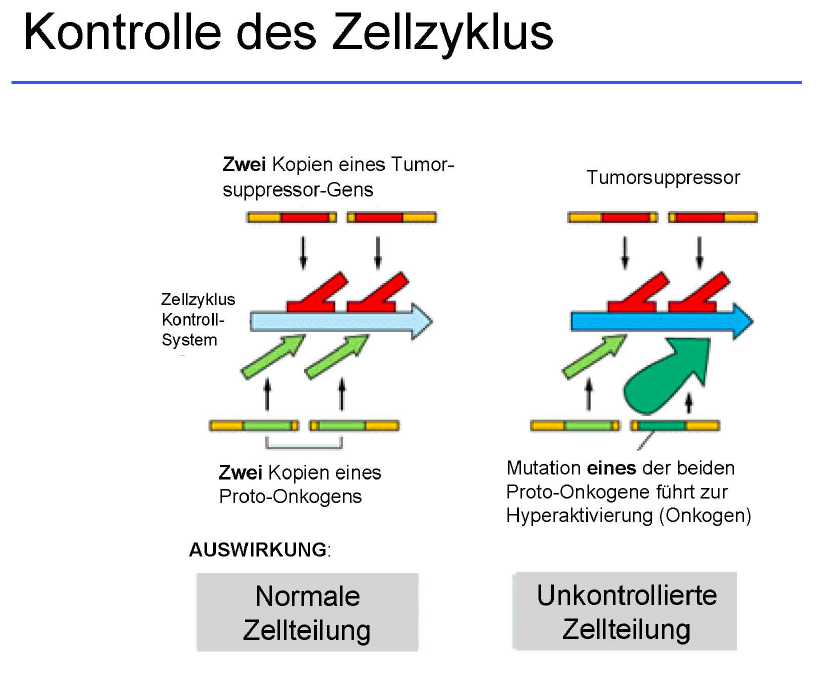 Kontrolle des Zellzyklus
Zwei Kopien eines Tumor-
suppressor-Gens
Tumorsuppressor
Zellzyklus
Kontroll-
System
Zwei Kopien eines
Proto-Onkogens
Mutation eines der beiden
Proto-Onkogene führt zur
Hyperaktivierung (Onkogen)
AUSWIRKUNG:
Normale
Zellteilung
Unkontrollierte
Zellteilung